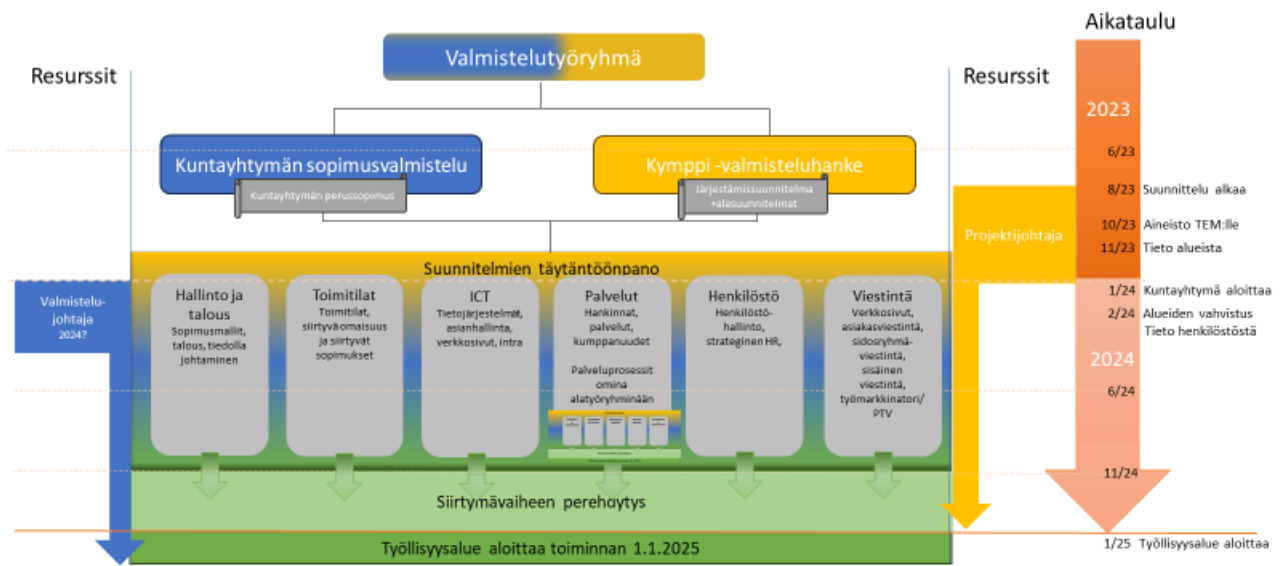 Aikataulu
Valmistelutyöryhmä
Resurssit
Resurssit
2023
Kuntayhtymän sopimusvalmistelu
Kymppi -valmisteluhanke
6/23
Kuntayhtymän perussopimus
Järjestämissuunnitelma
+alasuunnitelmat
8/23 Suunnittelu alkaa
10/23 Aineisto TEM:lle
Projektijohtaja
11/23 Tieto alueista
Suunnitelmien täytäntöönpano
Valmistelu-
johtaja
2024?
Hallinto ja
talous
Sopimusmallit,
talous, tiedolla
johtaminen
Toimitilat
Toimitilat,
siirtyvä omaisuus
ja siirtyvät
sopimukset
ICT
Tietojärjestelmät,
asianhallinta,
verkkosivut, intra
Palvelut
Hankinnat,
palvelut,
kumppanuudet
Palveluprosessit
omina
alatyöryhminään
Henkilöstö
Henkilöstö-
hallinto,
strateginen HR,
Viestintä
Verkkosivut,
asiakasviestintä,
sidosryhmä-
viestintä,
sisäinen
viestintä,
työmarkkinatori/
PTV
1/24 Kuntayhtymä aloittaa
2/24 Alueiden vahvistus
Tieto henkilöstöstä
2024
6/24
11/24
Siirtymävaiheen perehdytys
Työllisyysalue aloittaa toiminnan 1.1.2025
1/25 Työllisyysalue aloittaa